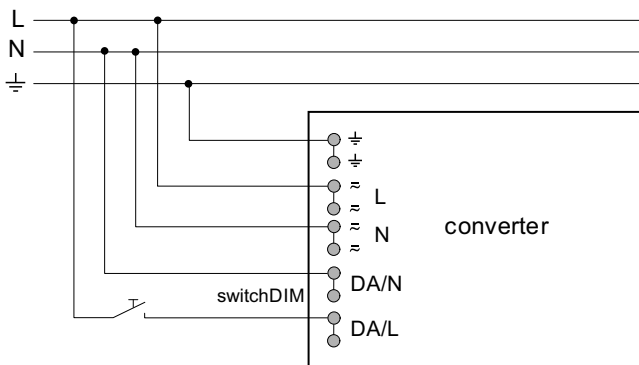 L
N
⏚
⏚
⏚
≂
L
≂
≂
N
≂
converter
DA/N
switchDIM
DA/L